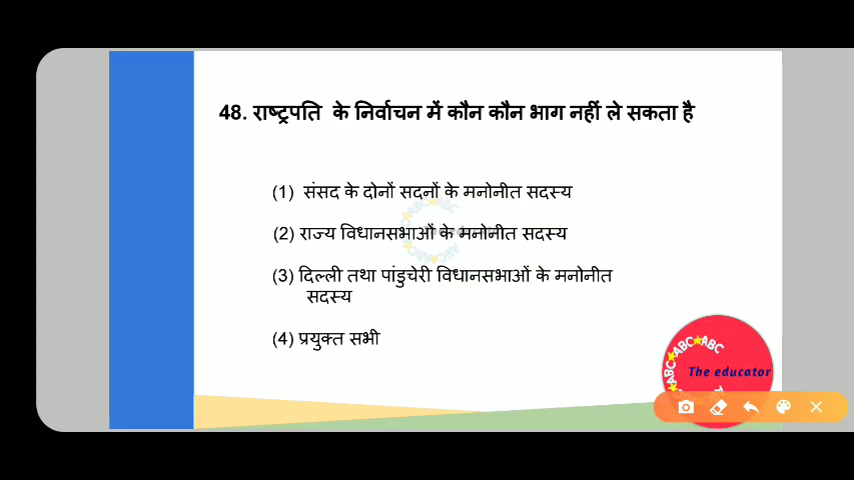 48. राष्ट्रपति के निर्वाचन में कौन कौन भाग नहीं ले सकता है
(1) संसद के दोनों सदनों के मनोनीत सदस्य
(2) राज्य विधानसभाओं के मनोनीत सदस्य
(3) दिल्ली तथा पांडुचेरी विधानसभाओं के मनोनीत
सदस्य
(4) प्रयुक्त सभी
ABC★ABC★ABC
The educator